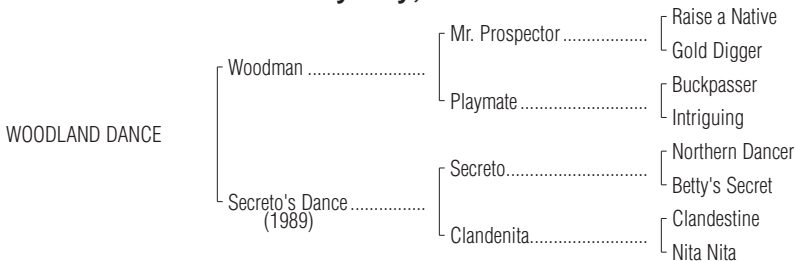 Raise a Native
Mr. Prospector
Gold Digger
Woodman
Buckpasser
Playmate
Intriguing
WOODLAND DANCE
Northern Dancer
Secreto
Betty's Secret
Secreto's Dance
(1989)
Clandestine
Clandenita
Nita Nita